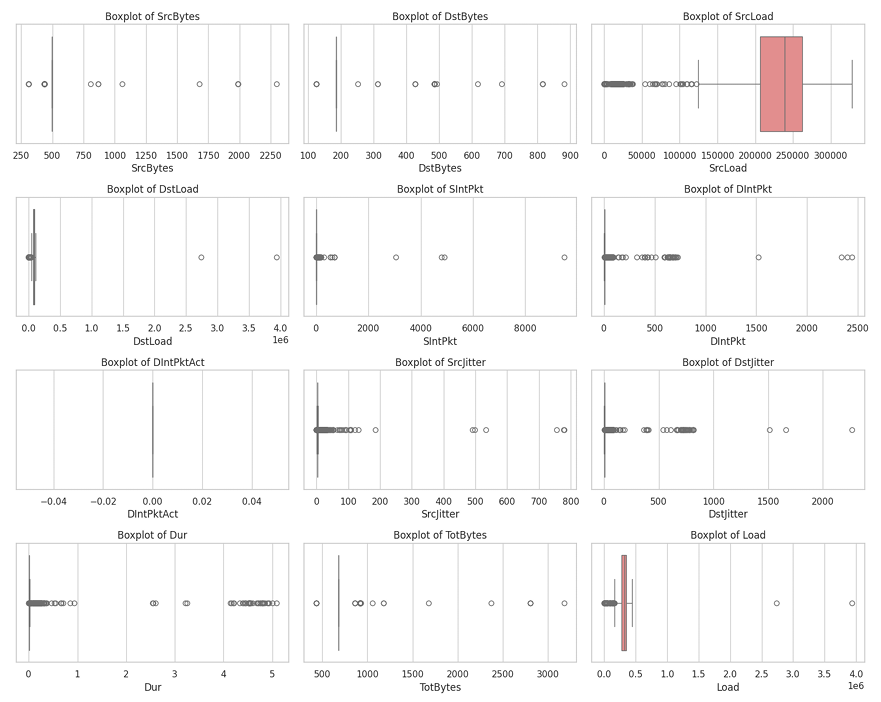 Boxplot of SrcBytes
250 500 750 1000 1250 1500 1750 2000 2250
SrcBytes
Boxplot of DstBytes
100 200 300 400 500 600 700 800 900
DstBytes
Boxplot of SrcLoad
0 50000 100000 150000 200000 250000 300000
SrcLoad
Boxplot of DstLoad
0.0 0.5 1.0 1.5 2.0 2.5 3.0 3.5 4.0
DstLoad
1e6
Boxplot of SIntPkt
0 2000 4000 6000 8000
SIntPkt
Boxplot of DIntPkt
0 500 1000 1500 2000 2500
DIntPkt
Boxplot of DIntPktAct
−0.04 −0.02 0.00 0.02 0.04
DIntPktAct
Boxplot of SrcJitter
0 100 200 300 400 500 600 700 800
SrcJitter
Boxplot of DstJitter
0 500 1000 1500 2000
DstJitter
Boxplot of Dur
0 1 2 3 4 5
Dur
Boxplot of TotBytes
500 1000 1500 2000 2500 3000
TotBytes
Boxplot of Load
0.0 0.5 1.0 1.5 2.0 2.5 3.0 3.5 4.0
Load
1e6